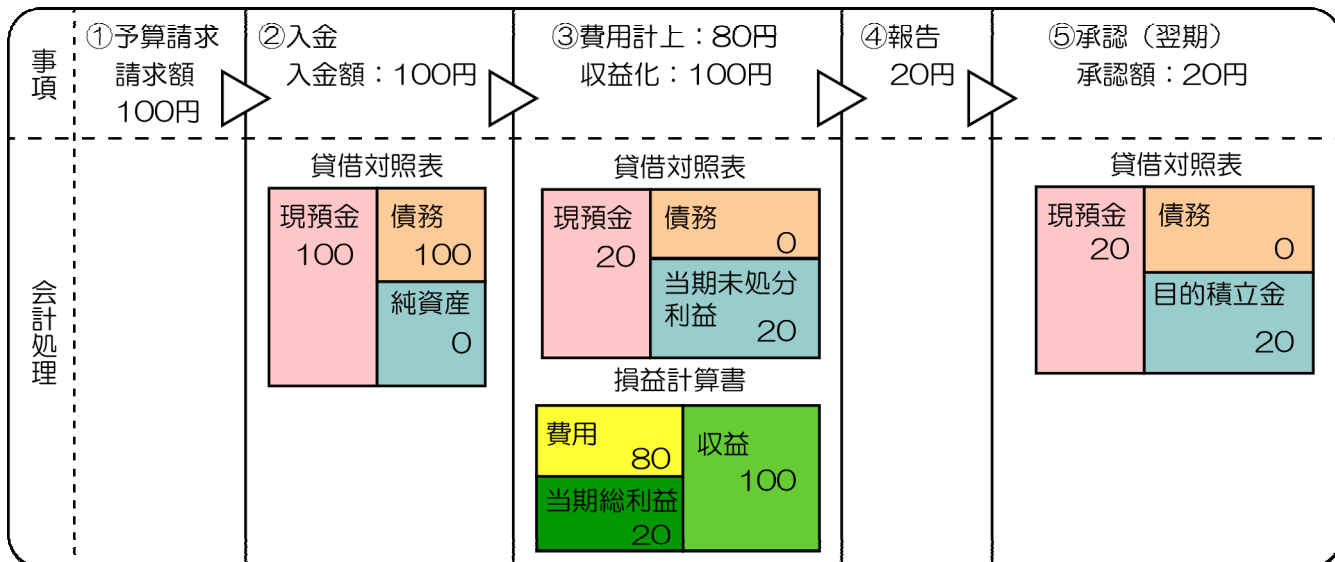 事項
①予算請求
請求額
100円
②入金
入金額：100円
③費用計上：80円
収益化：100円
④報告
20円
⑤承認（翌期）
承認額：20円
会計処理
貸借対照表
現預金
100
債務
100
純資産
0
貸借対照表
現預金
20
債務
0
当期未処分
利益
20
損益計算書
費用
80
当期総利益
20
収益
100
貸借対照表
現預金
20
債務
0
目的積立金
20